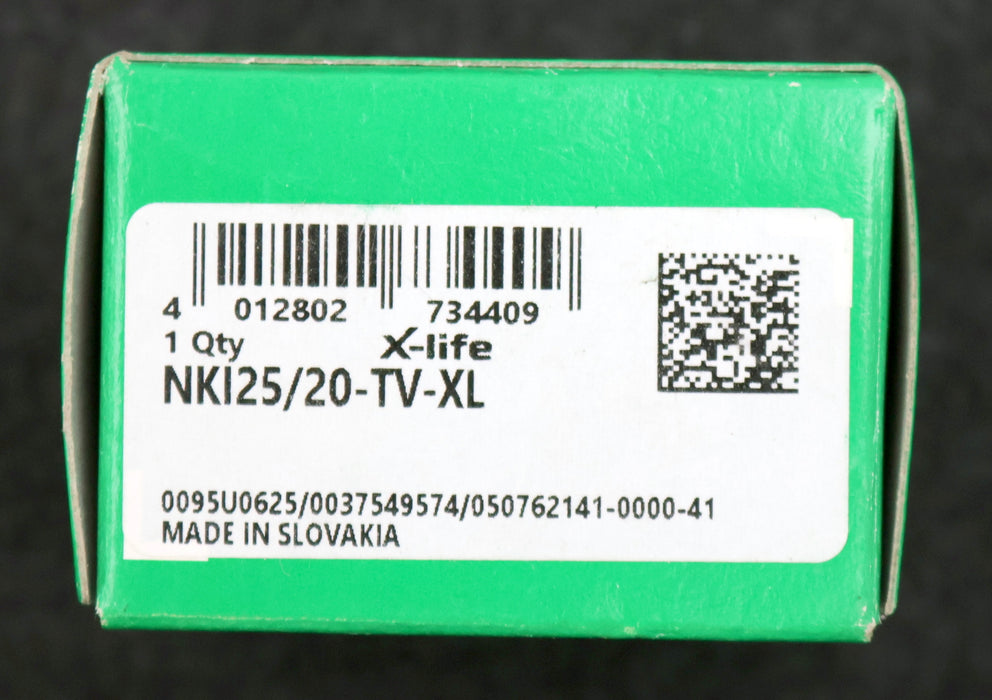 4 012802 734409
1 Qty X-life
NKI25/20-TV-XL
0095U0625/0037549574/050762141-0000-41
MADE IN SLOVAKIA